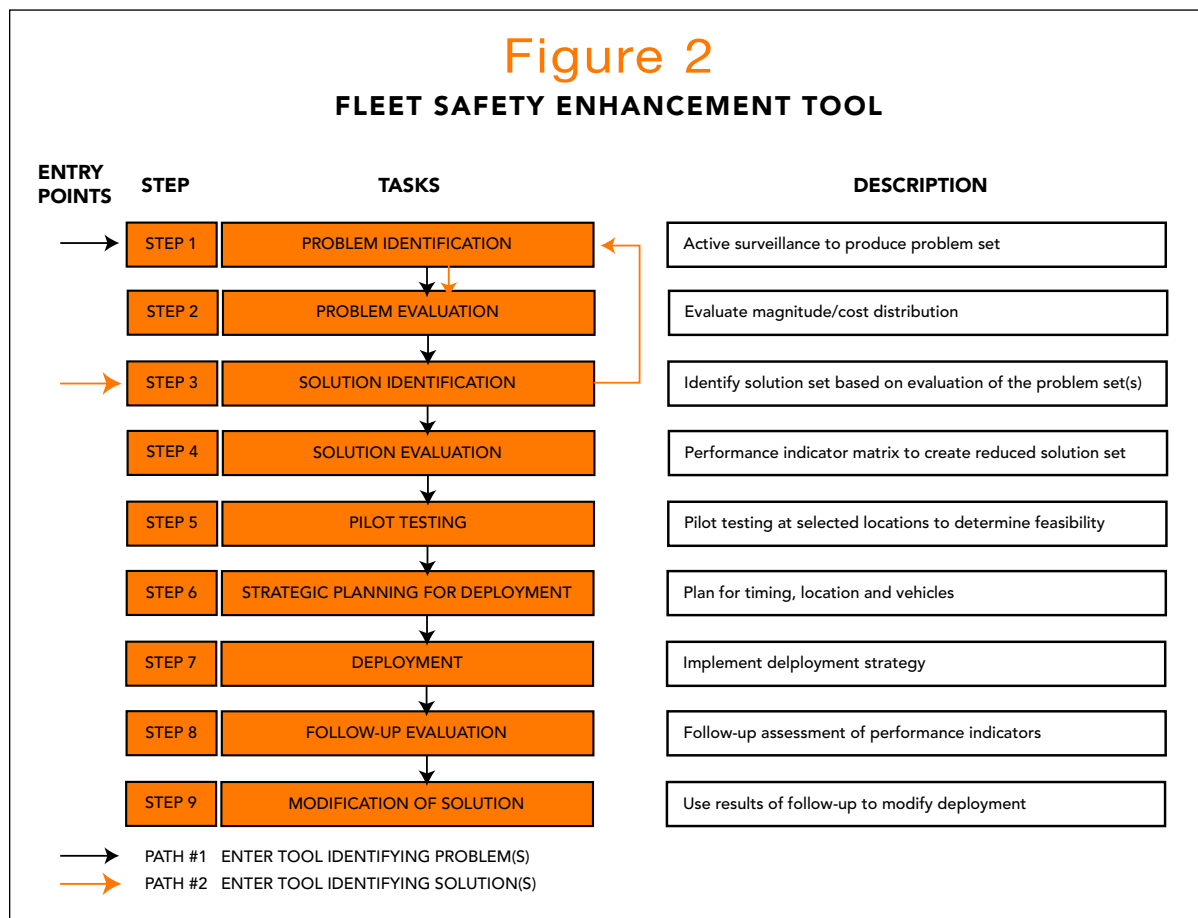 Figure 2
FLEET SAFETY ENHANCEMENT TOOL
ENTRY
POINTS
STEP
TASKS
DESCRIPTION
STEP 1
PROBLEM IDENTIFICATION
Active surveillance to produce problem set
STEP 2
PROBLEM EVALUATION
Evaluate magnitude/cost distribution
STEP 3
SOLUTION IDENTIFICATION
Identify solution set based on evaluation of the problem set(s)
STEP 4
SOLUTION EVALUATION
Performance indicator matrix to create reduced solution set
STEP 5
PILOT TESTING
Pilot testing at selected locations to determine feasibility
STEP 6
STRATEGIC PLANNING FOR DEPLOYMENT
Plan for timing, location and vehicles
STEP 7
DEPLOYMENT
Implement delployment strategy
STEP 8
FOLLOW-UP EVALUATION
Follow-up assessment of performance indicators
STEP 9
MODIFICATION OF SOLUTION
Use results of follow-up to modify deployment
PATH #1 ENTER TOOL IDENTIFYING PROBLEM(S)
PATH #2 ENTER TOOL IDENTIFYING SOLUTION(S)